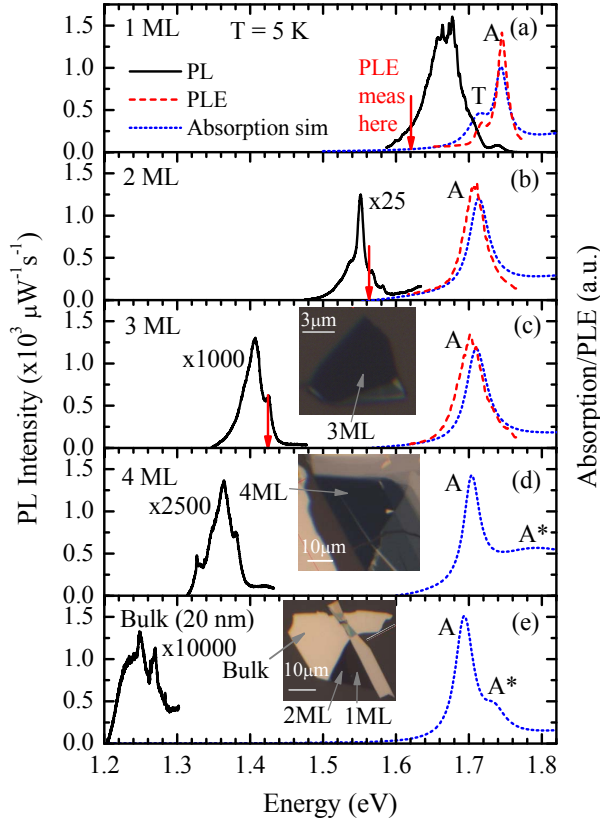 1 ML T = 5 K (a)
PL
PLE
Absorption sim
PLE
meas
here
A
T
0.0
0.5
1.0
1.5
2 ML (b)
x25
A
0.0
0.5
1.0
1.5
3 ML (c)
x1000
3μm
3ML
A
0.0
0.5
1.0
1.5
4 ML (d)
x2500
4ML
10μm
A
A*
0.0
0.5
1.0
1.5
Bulk (20 nm) (e)
x10000
Bulk
10μm
2ML 1ML
A
A*
0.0
0.5
1.0
1.5
1.2 1.3 1.4 1.5 1.6 1.7 1.8
Energy (eV)
PL Intensity (x10³ μW⁻¹s⁻¹)
Absorption/PLE (a.u.)